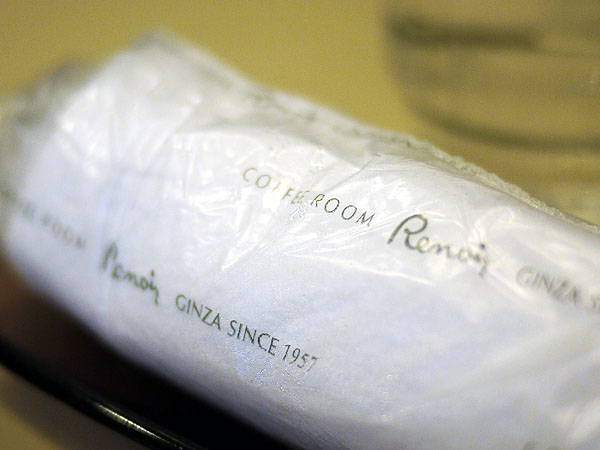 COFFEE ROOM Renoir GINZA S
ROOM Renoir GINZA SINCE 1957